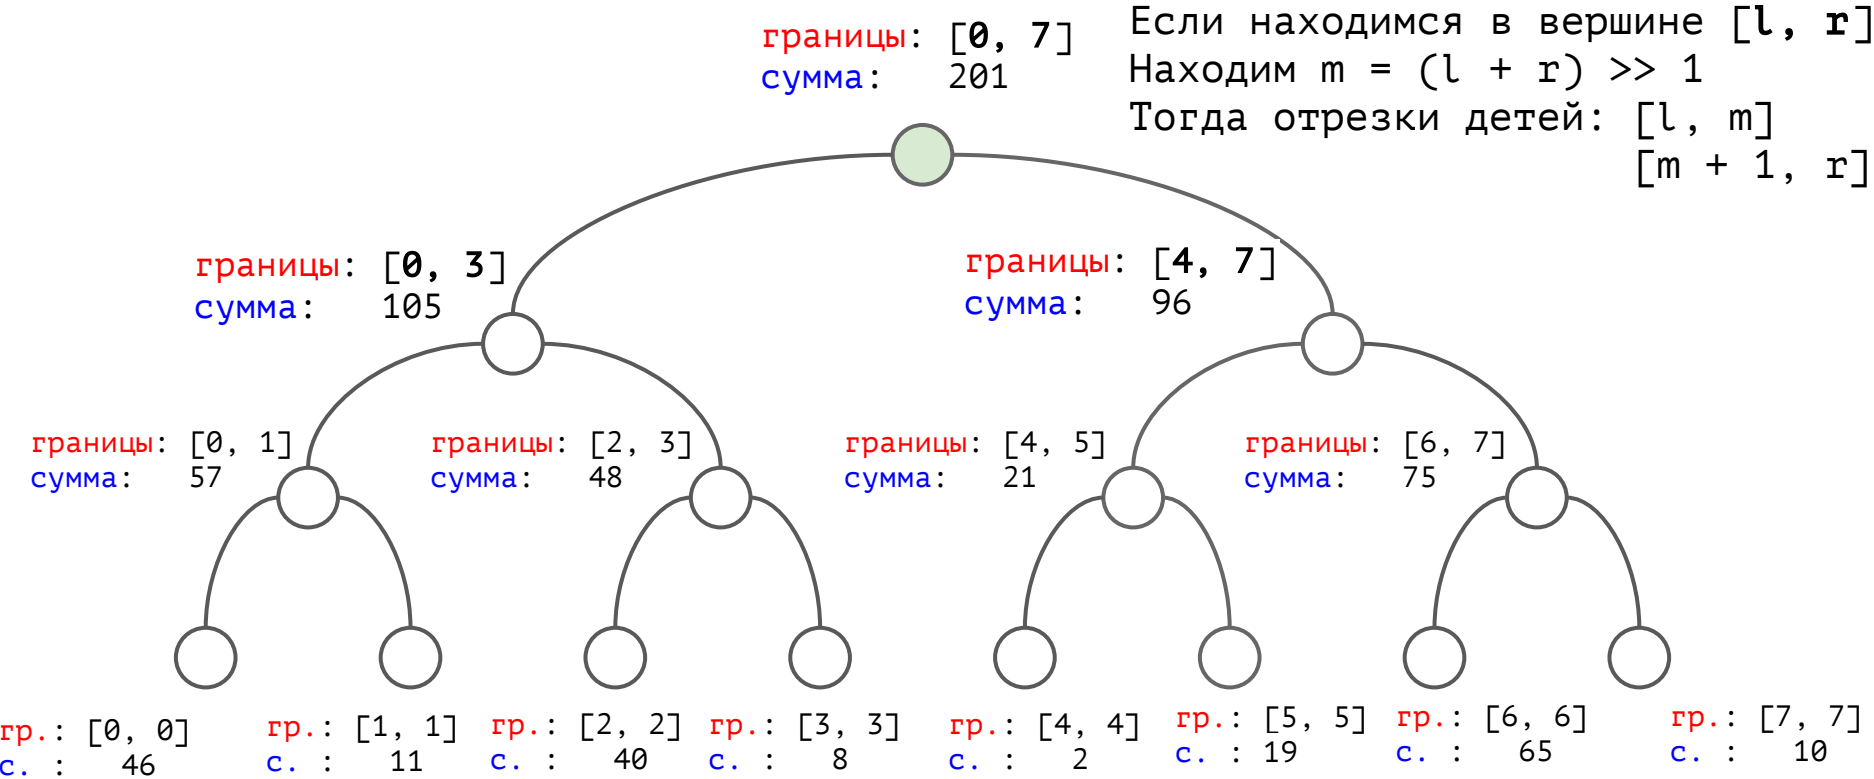 Если находимся в вершине [l, r]
Находим m = (l + r) >> 1
Тогда отрезки детей: [l, m]
[m + 1, r]
границы: [0, 7]
сумма: 201
границы: [0, 3]
сумма: 105
границы: [4, 7]
сумма: 96
границы: [0, 1]
сумма: 57
границы: [2, 3]
сумма: 48
границы: [4, 5]
сумма: 21
границы: [6, 7]
сумма: 75
гр.: [0, 0]
с. : 46
гр.: [1, 1]
с. : 11
гр.: [2, 2]
с. : 40
гр.: [3, 3]
с. : 8
гр.: [4, 4]
с. : 2
гр.: [5, 5]
с. : 19
гр.: [6, 6]
с. : 65
гр.: [7, 7]
с. : 10